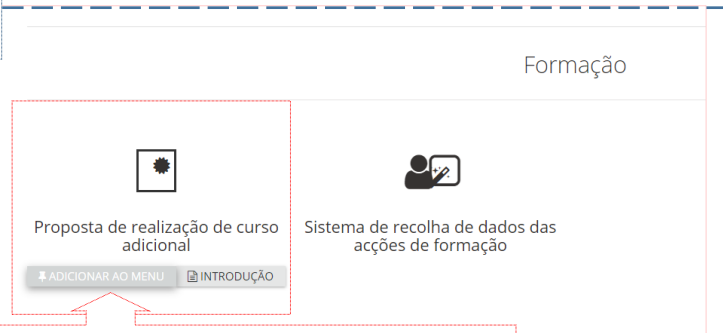 Formação
Proposta de realização de curso
adicional
Sistema de recolha de dados das
acções de formação
ADICIONAR AO MENU
INTRODUÇÃO